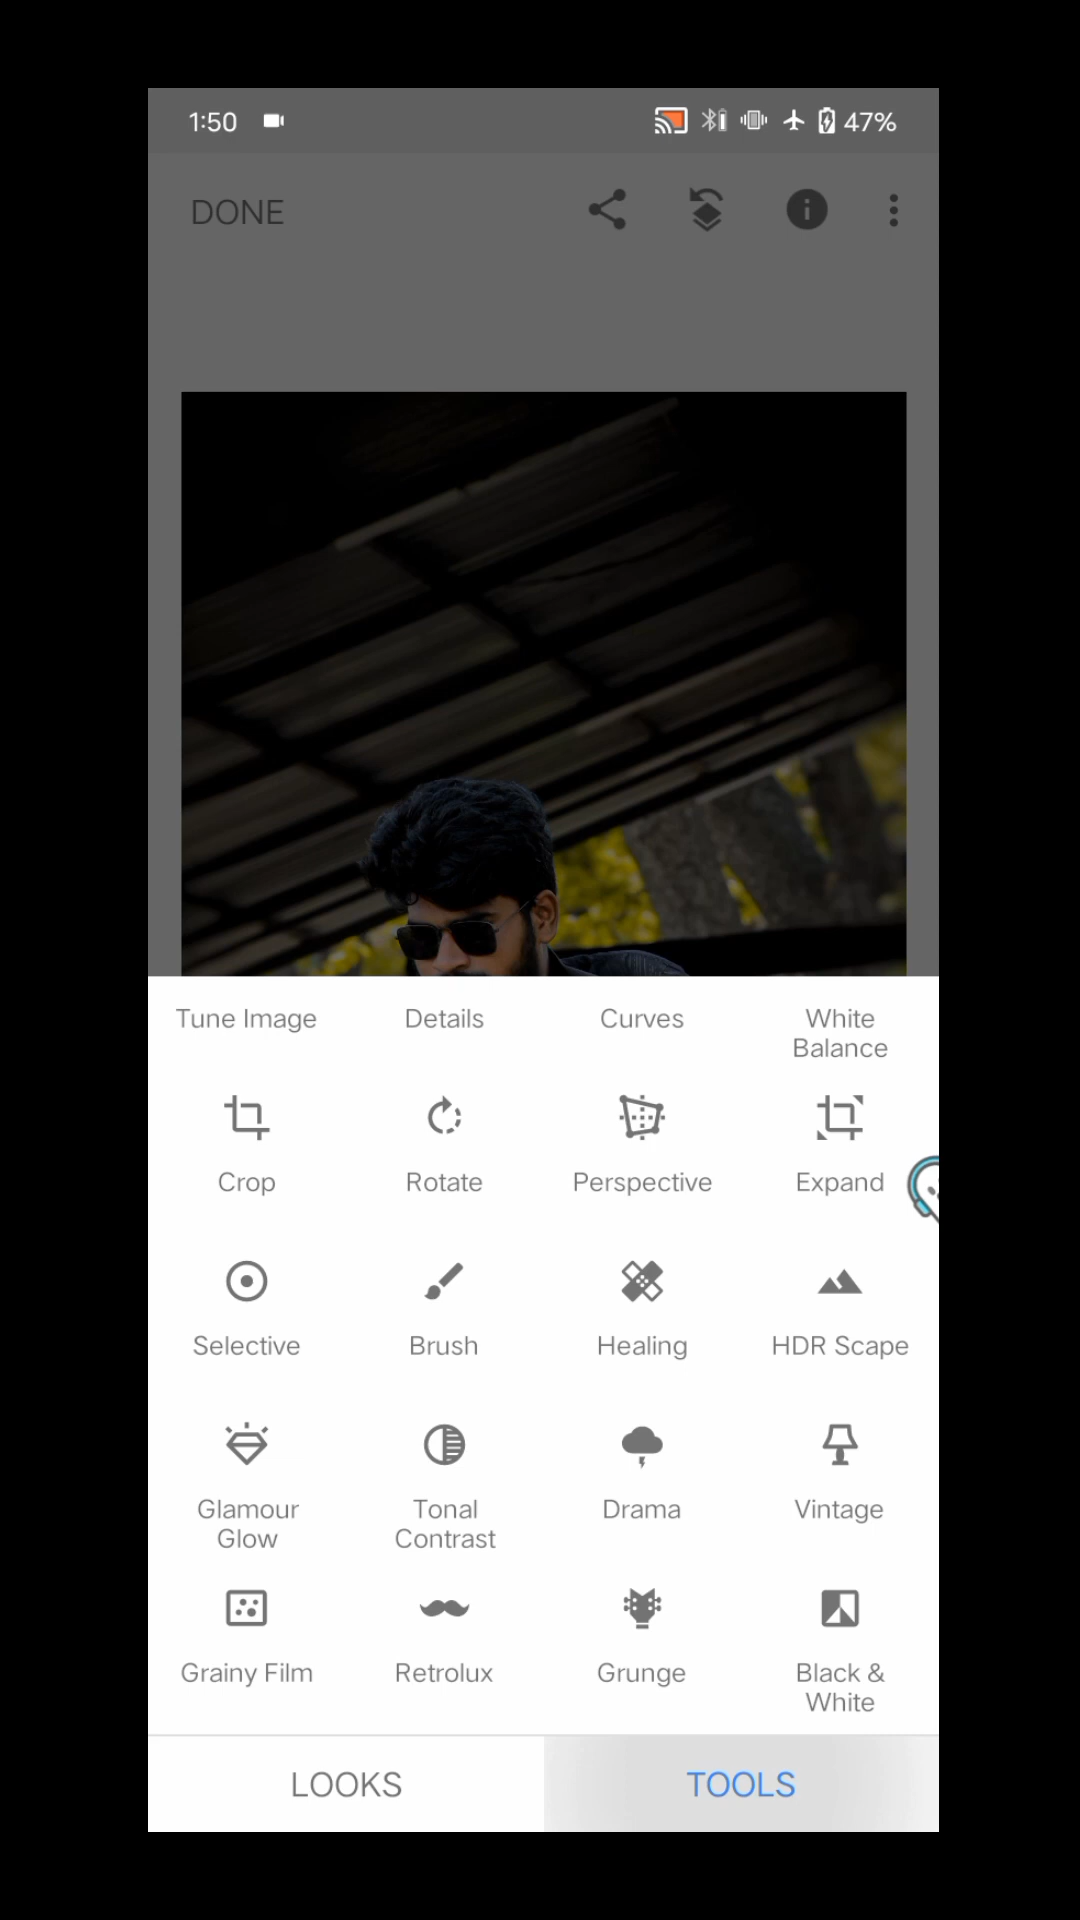 1:50
47%
DONE
Tune Image
Details
Curves
White
Balance
Crop
Rotate
Perspective
Expand
Selective
Brush
Healing
HDR Scape
Glamour
Glow
Tonal
Contrast
Drama
Vintage
Grainy Film
Retrolux
Grunge
Black &
White
LOOKS
TOOLS